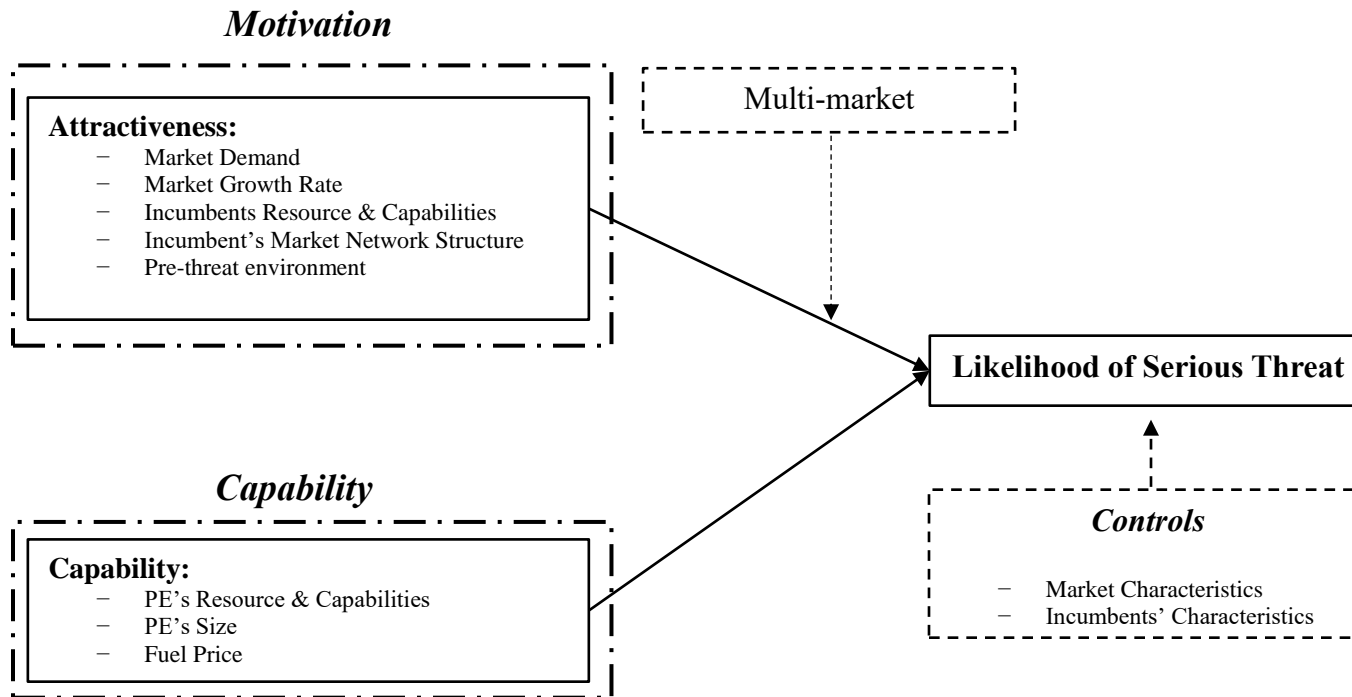 Motivation
Attractiveness:
− Market Demand
− Market Growth Rate
− Incumbents Resource & Capabilities
− Incumbent’s Market Network Structure
− Pre-threat environment
Multi-market
Likelihood of Serious Threat
Capability
Capability:
− PE’s Resource & Capabilities
− PE’s Size
− Fuel Price
Controls
− Market Characteristics
− Incumbents’ Characteristics